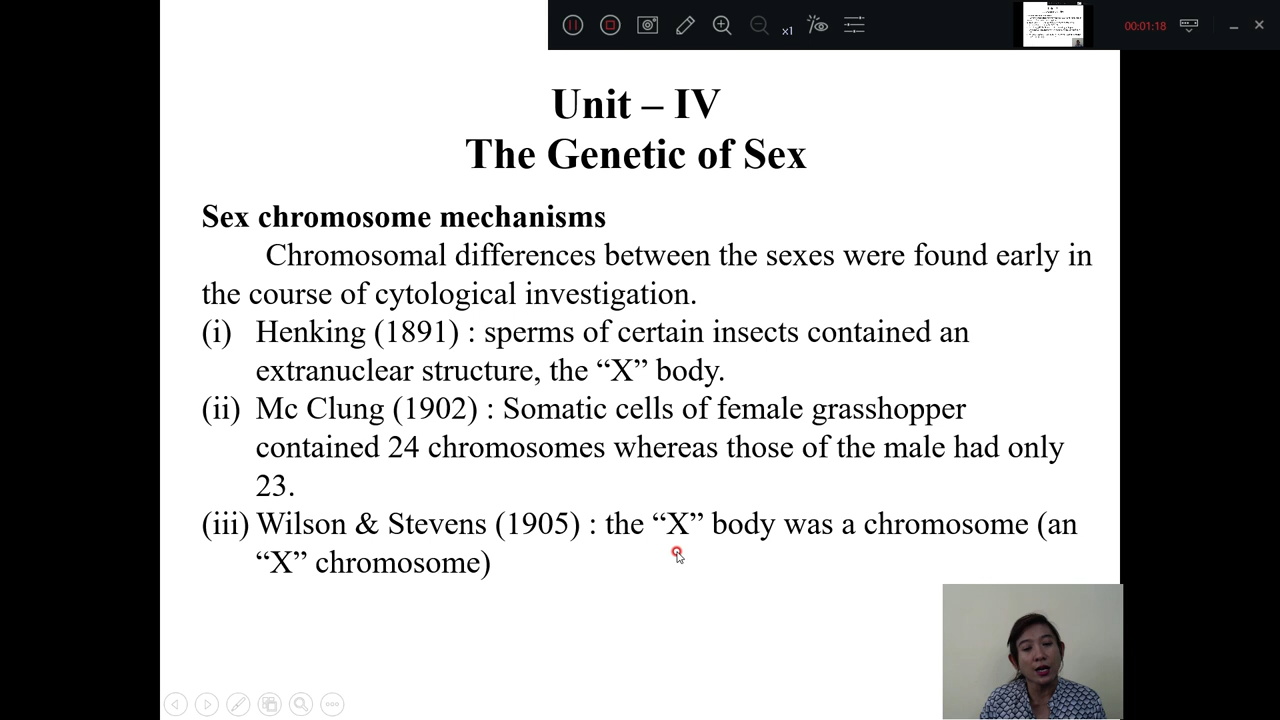 x1
00:01:18
Unit – IV
The Genetic of Sex
Sex chromosome mechanisms
Chromosomal differences between the sexes were found early in
the course of cytological investigation.
(i) Henking (1891) : sperms of certain insects contained an
extranuclear structure, the “X” body.
(ii) Mc Clung (1902) : Somatic cells of female grasshopper
contained 24 chromosomes whereas those of the male had only
23.
(iii) Wilson & Stevens (1905) : the “X” body was a chromosome (an
“X” chromosome)